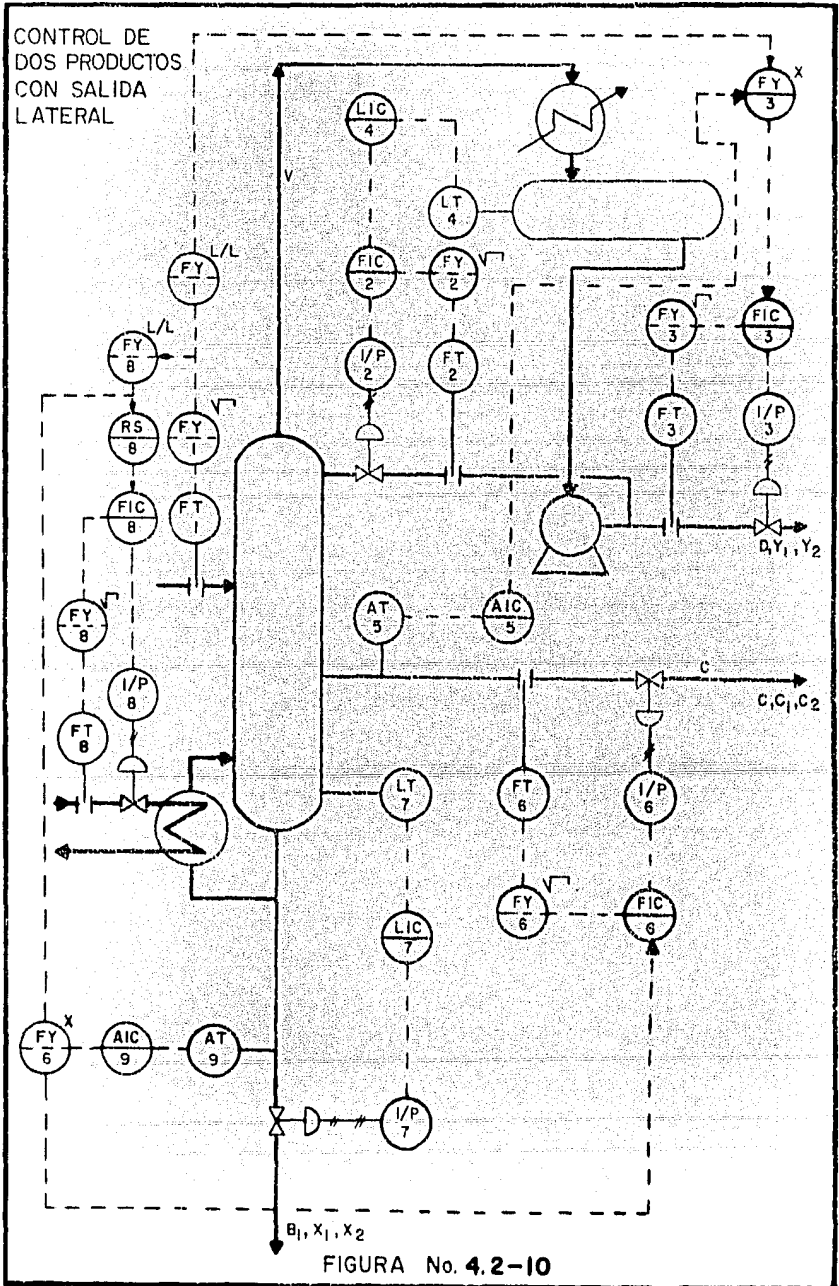 CONTROL DE
DOS PRODUCTOS
CON SALIDA
LATERAL
FY
3
X
LIC
4
V
LT
4
FY
L/L
FIC
2
FY
2
√
L/L
FY
8
FY
3
√
FIC
3
I/P
2
FT
2
RS
8
FY
1
√
FT
3
I/P
3
FIC
8
FT
1
D,Y₁,Y₂
FY
8
√
AT
5
AIC
5
I/P
8
C
C,C₁,C₂
FT
8
LT
7
FT
6
I/P
6
LIC
7
FY
6
√
FIC
6
FY
6
X
AIC
9
AT
9
I/P
7
B₁,X₁,X₂
FIGURA No. 4.2-10